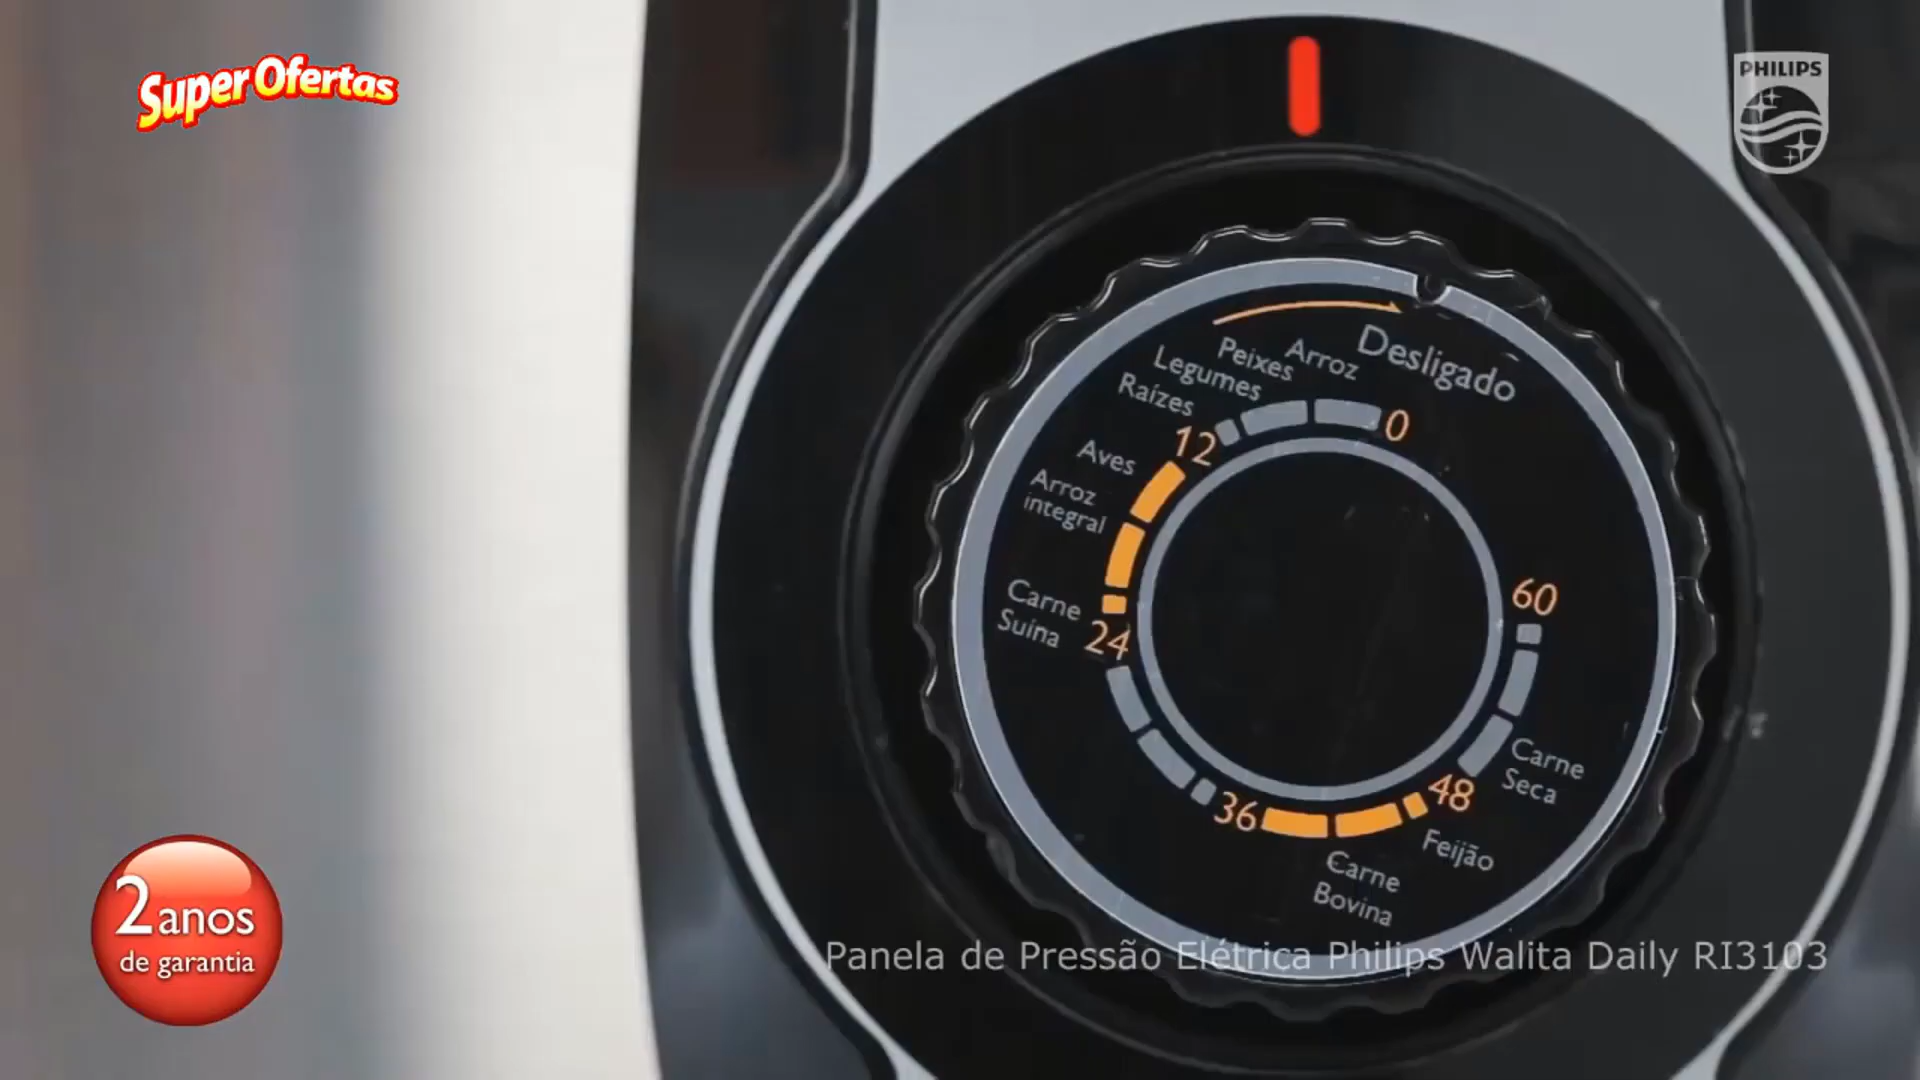 Super Ofertas
PHILIPS
Desligado
Arroz
Peixes
Legumes
Raízes
0
12
Aves
Arroz
integral
Carne
Suína
24
60
Carne
Seca
48
36
Feijão
Carne
Bovina
2 anos
de garantia
Panela de Pressão Elétrica Philips Walita Daily RI3103